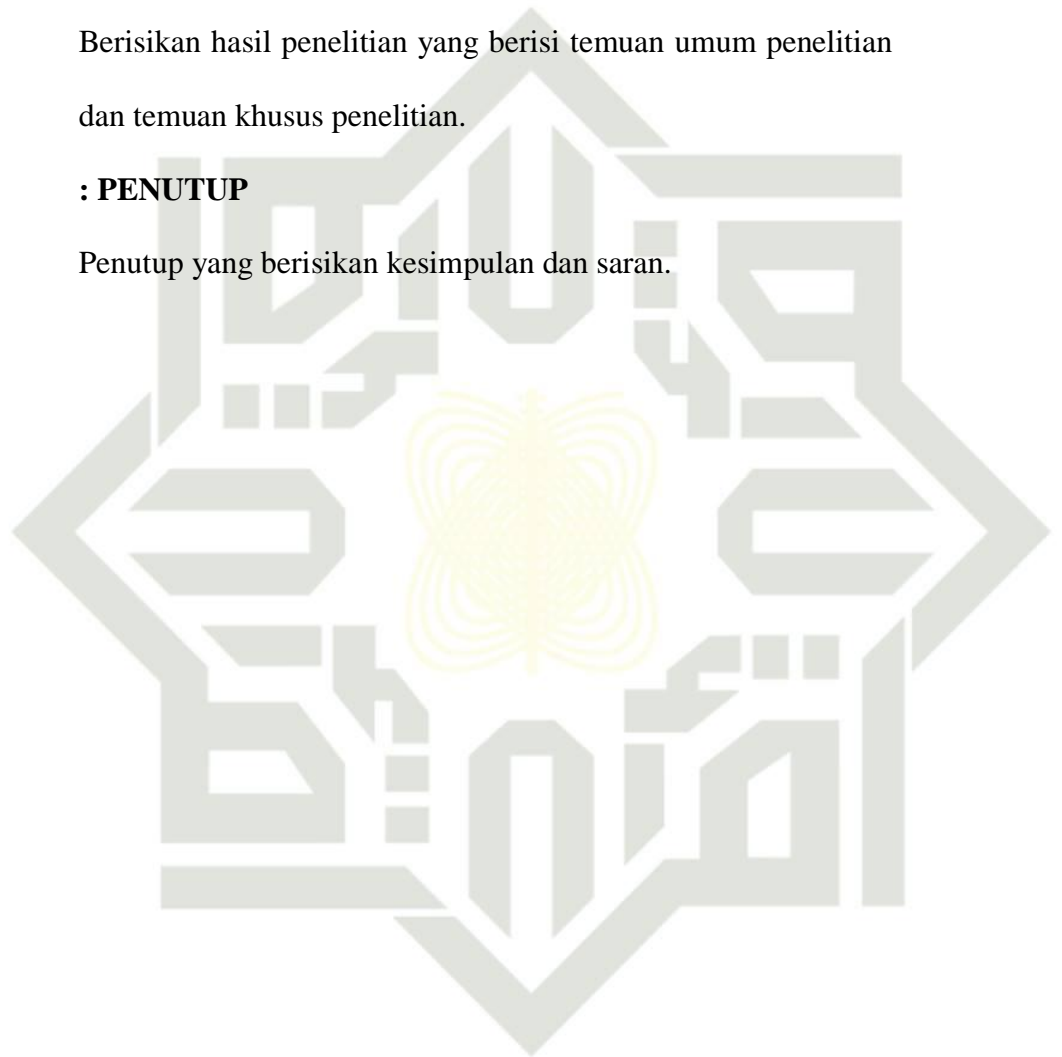 Berisikan hasil penelitian yang berisi temuan umum penelitian
dan temuan khusus penelitian.
: PENUTUP
Penutup yang berisikan kesimpulan dan saran.